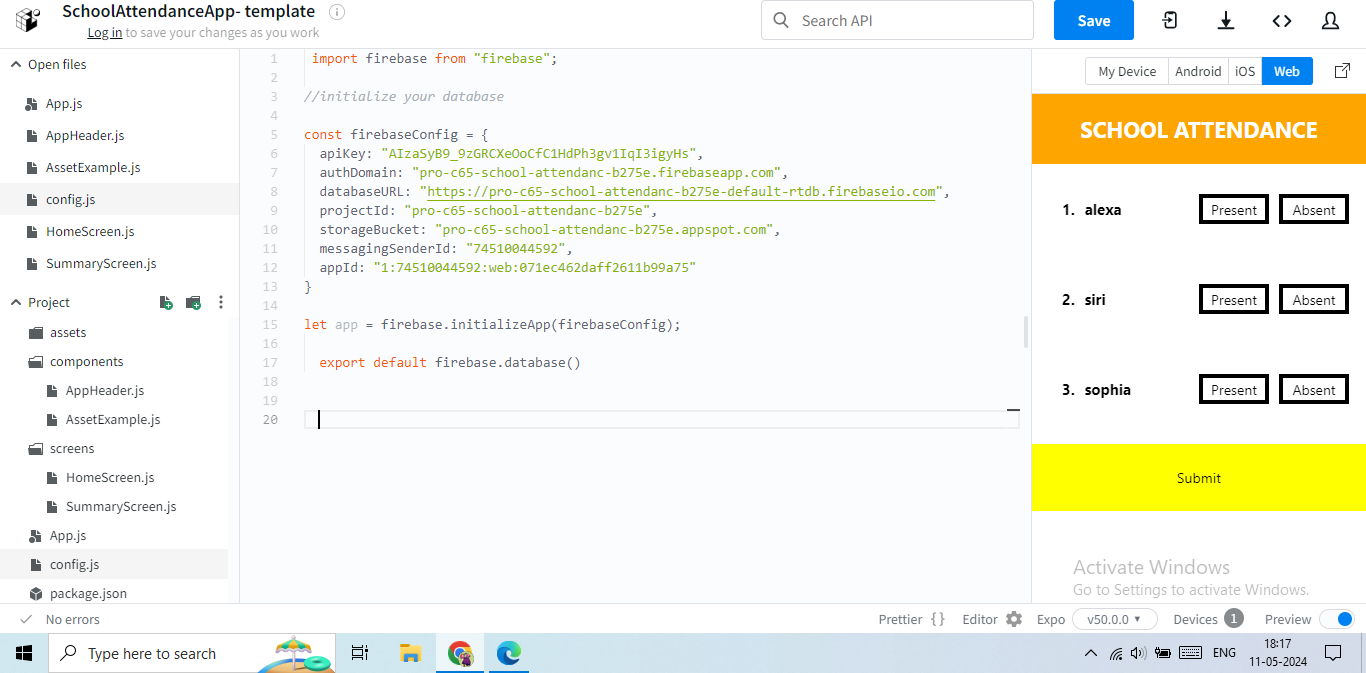 SchoolAttendanceApp- template
Log in to save your changes as you work
Search API
Save
Open files
App.js
AppHeader.js
AssetExample.js
config.js
HomeScreen.js
SummaryScreen.js
Project
assets
components
AppHeader.js
AssetExample.js
screens
HomeScreen.js
SummaryScreen.js
App.js
config.js
package.json
1 import firebase from "firebase";
2
3 //initialize your database
4
5 const firebaseConfig = {
6 apiKey: "AIzaSyB9_9zGRCXeOoCfC1HdPh3gv1IqI3igyHs",
7 authDomain: "pro-c65-school-attendanc-b275e.firebaseapp.com",
8 databaseURL: "https://pro-c65-school-attendanc-b275e-default-rtdb.firebaseio.com",
9 projectId: "pro-c65-school-attendanc-b275e",
10 storageBucket: "pro-c65-school-attendanc-b275e.appspot.com",
11 messagingSenderId: "74510044592",
12 appId: "1:74510044592:web:071ec462daff2611b99a75"
13 }
14
15 let app = firebase.initializeApp(firebaseConfig);
16
17 export default firebase.database()
18
19
20
My Device Android iOS Web
SCHOOL ATTENDANCE
1. alexa Present Absent
2. siri Present Absent
3. sophia Present Absent
Submit
Activate Windows
Go to Settings to activate Windows.
No errors
Prettier { } Editor Expo v50.0.0 Devices 1 Preview
Type here to search
ENG
18:17
11-05-2024